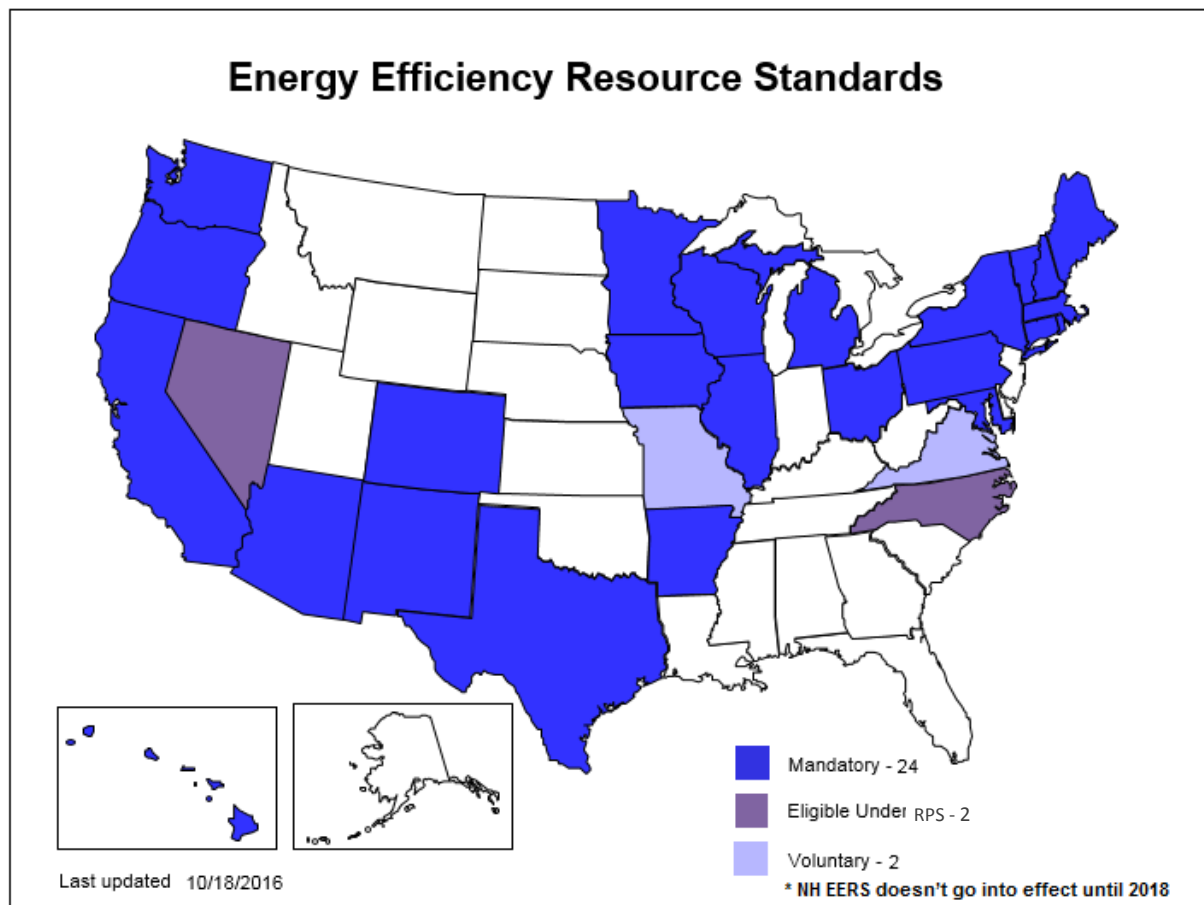 Energy Efficiency Resource Standards
Mandatory - 24
Eligible Under RPS - 2
Voluntary - 2
* NH EERS doesn't go into effect until 2018
Last updated 10/18/2016